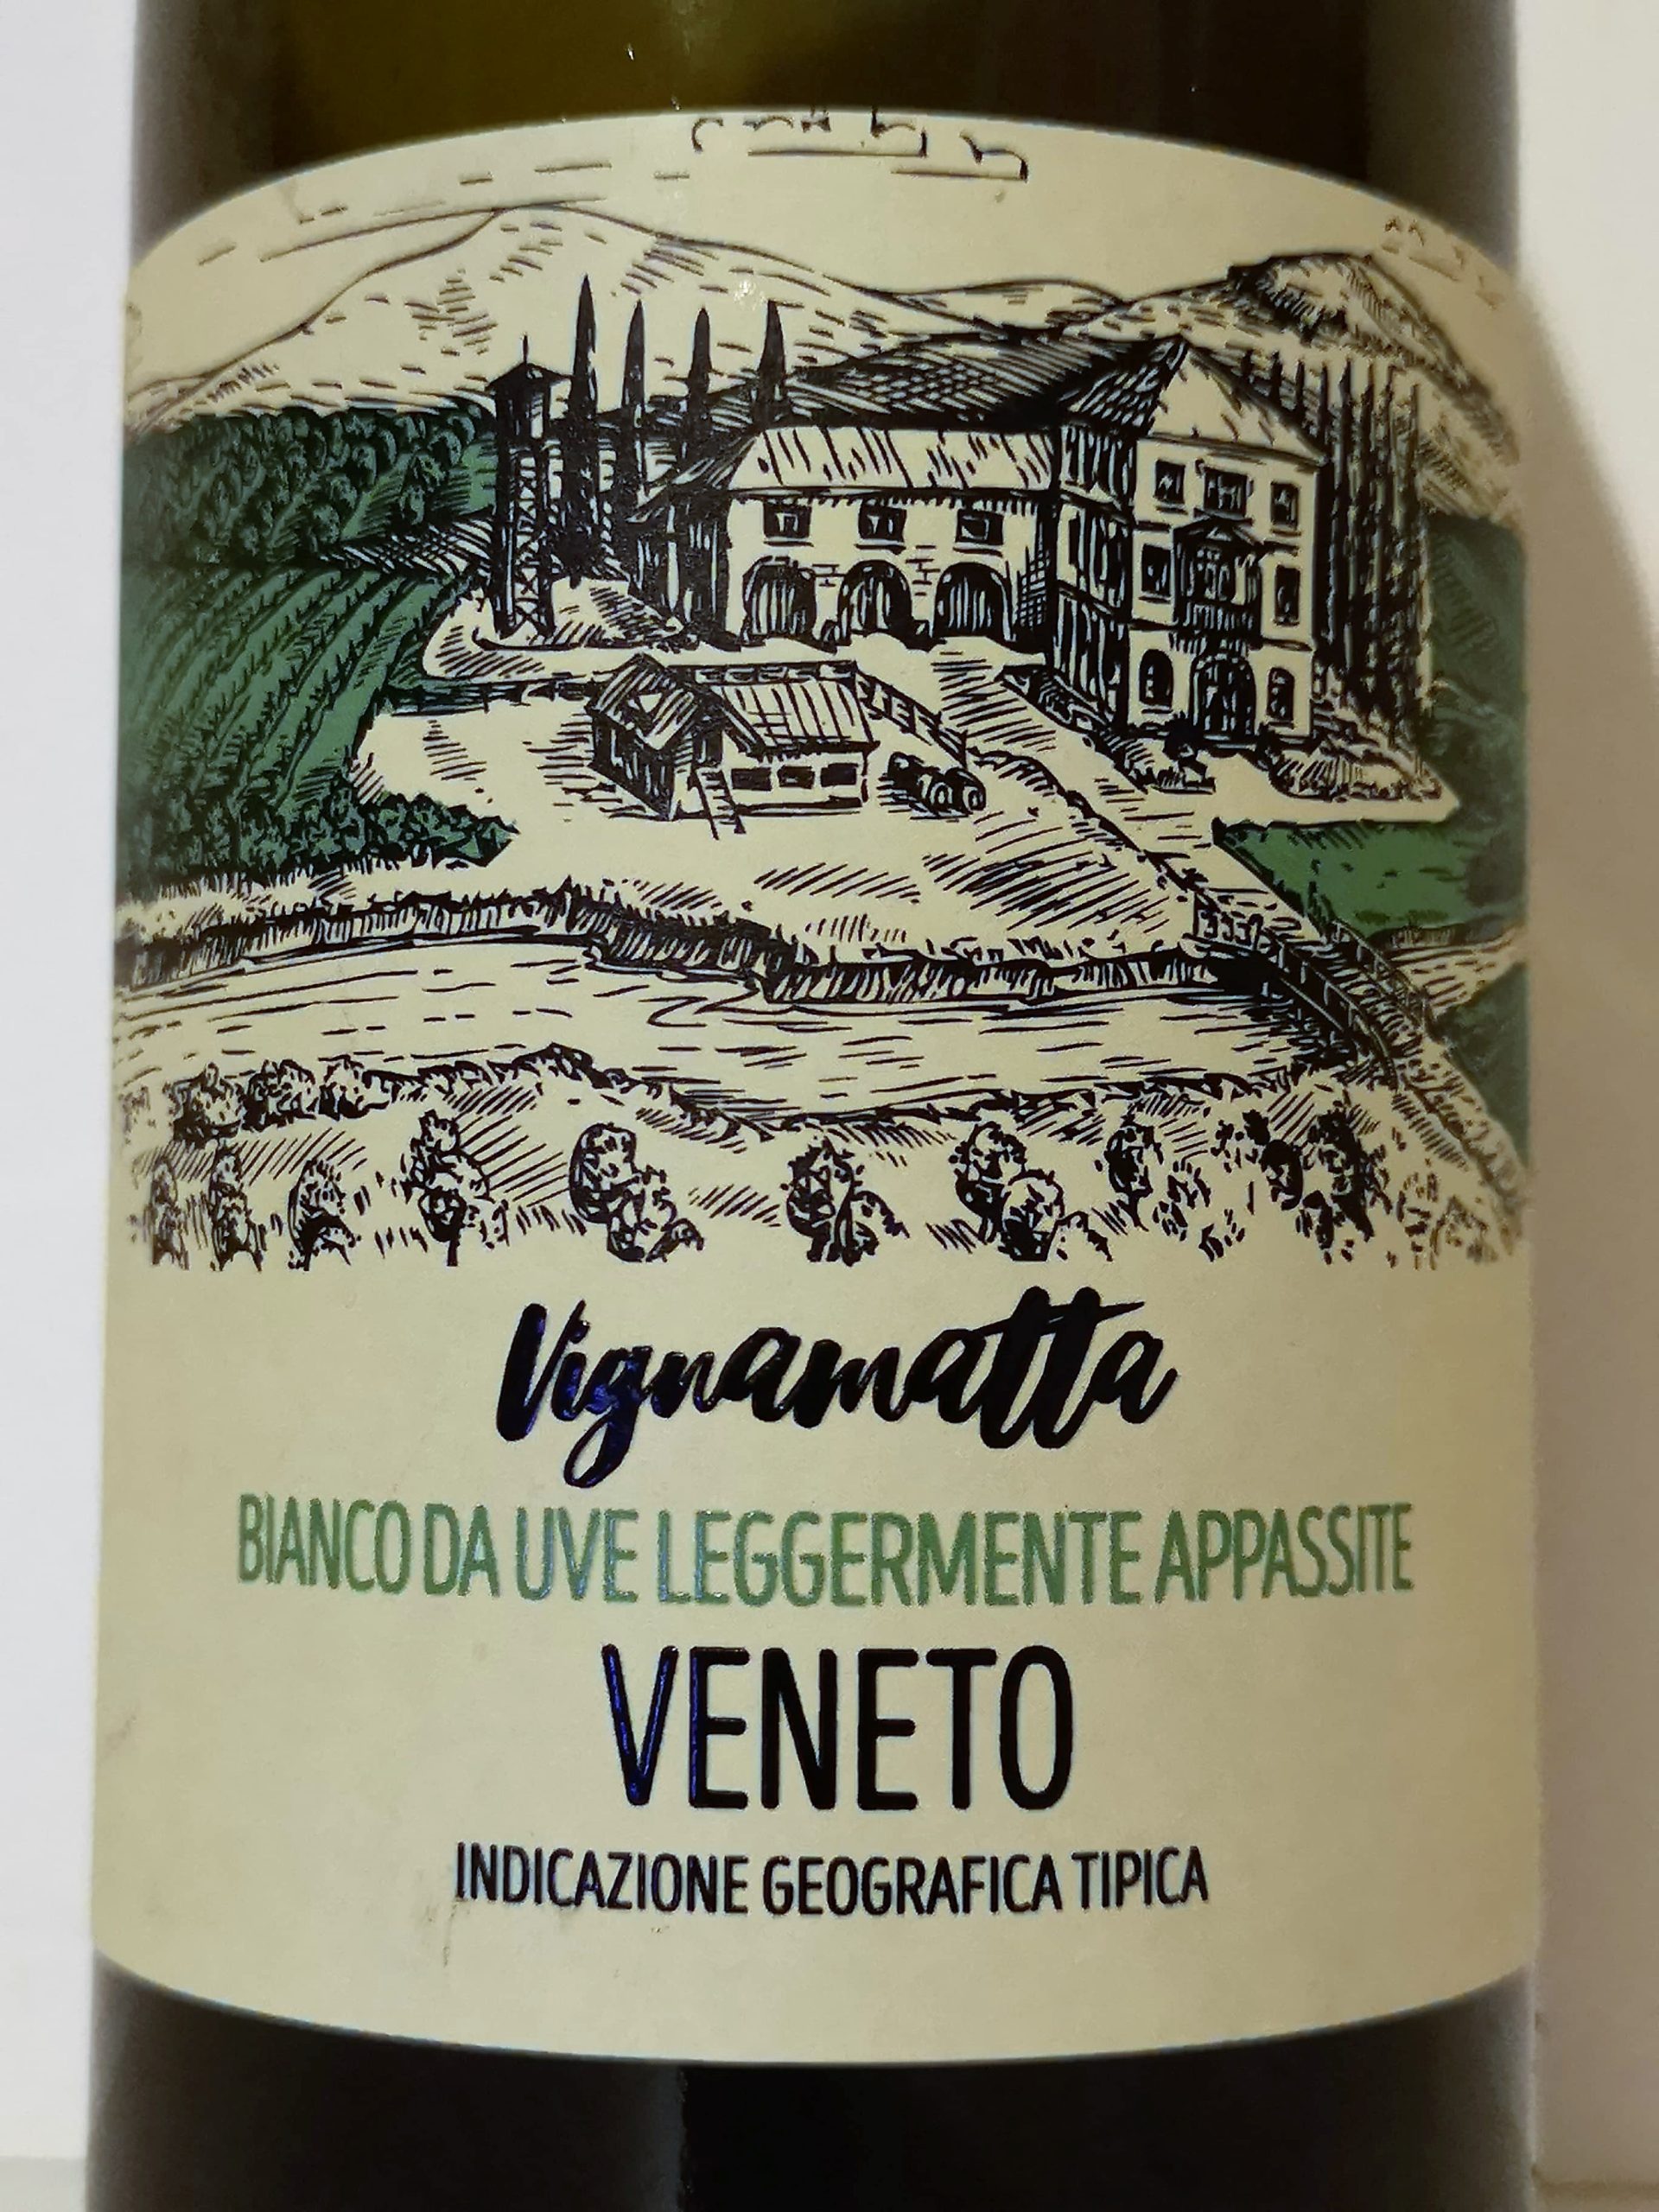 Vignamatta
BIANCO DA UVE LEGGERMENTE APPASSITE
VENETO
INDICAZIONE GEOGRAFICA TIPICA